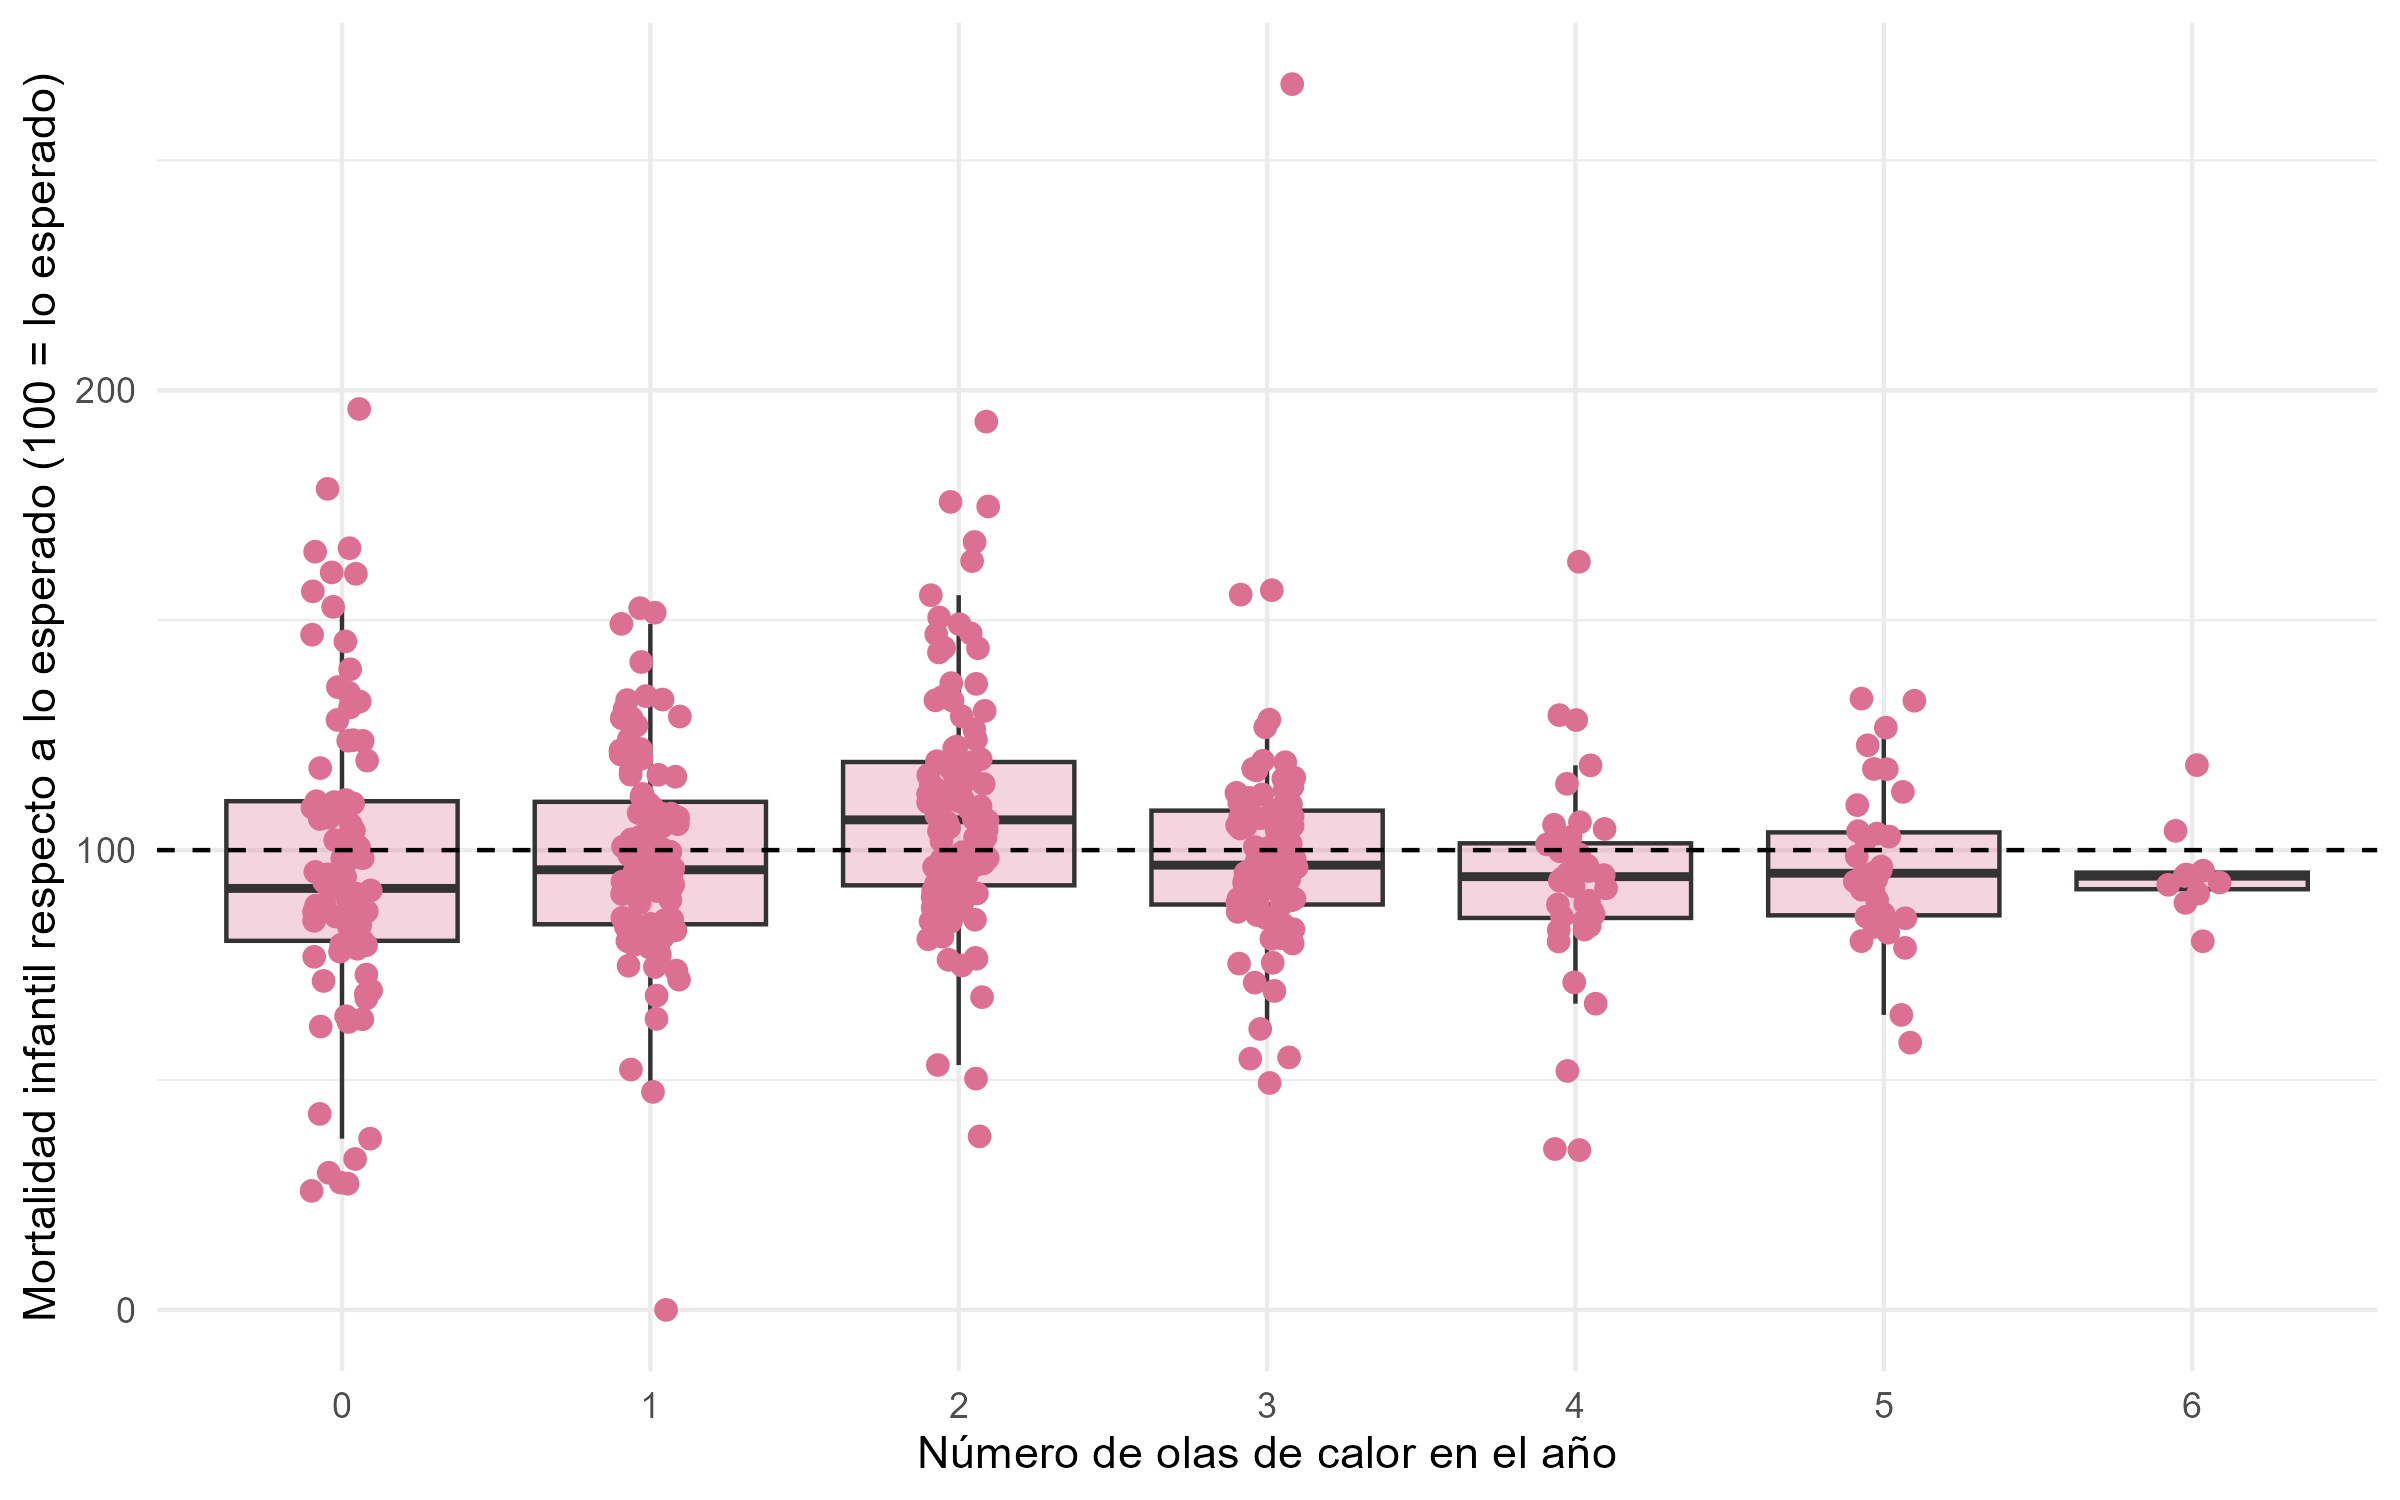 Mortalidad infantil respecto a lo esperado (100 = lo esperado)
200
100
0
0 1 2 3 4 5 6
Número de olas de calor en el año